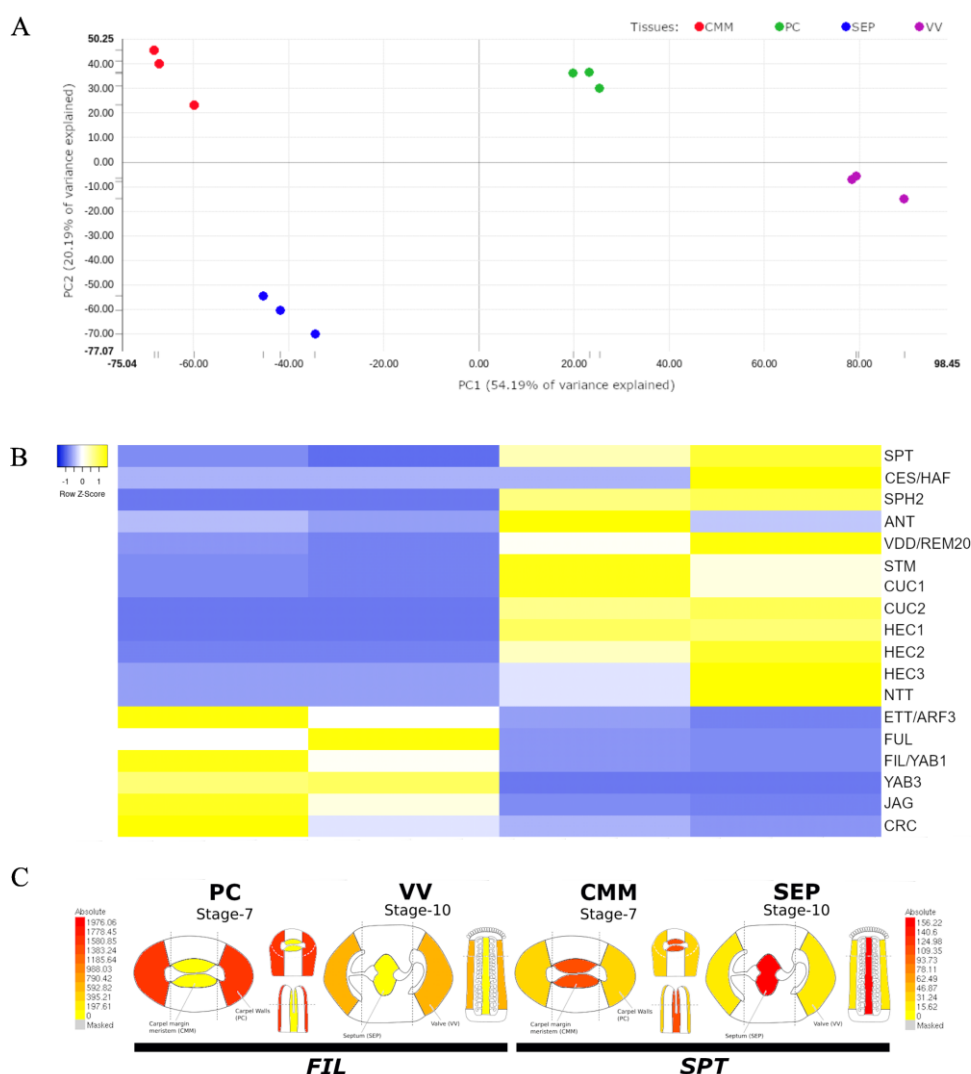 A
Tissues: CMM PC SEP VV
50.25
40.00
30.00
20.00
10.00
0.00
-10.00
-20.00
-30.00
-40.00
-50.00
-60.00
-70.00
-77.07
PC2 (20.19% of variance explained)
-75.04 -60.00 -40.00 -20.00 0.00 20.00 40.00 60.00 80.00 98.45
PC1 (54.19% of variance explained)
B
-1 0 1
Row Z-Score
SPT
CES/HAF
SPH2
ANT
VDD/REM20
STM
CUC1
CUC2
HEC1
HEC2
HEC3
NTT
ETT/ARF3
FUL
FIL/YAB1
YAB3
JAG
CRC
C
PC VV CMM SEP
Stage-7 Stage-10 Stage-7 Stage-10
Absolute
1976.06
1778.45
1580.85
1383.24
1185.64
988.03
790.42
592.82
395.21
197.61
0
Masked
Carpel margin meristem (CMM)
Carpel Walls (PC)
Septum (SEP)
Valve (VV)
Carpel margin meristem (CMM)
Carpel Walls (PC)
Septum (SEP)
Valve (VV)
Absolute
156.22
140.6
124.98
109.35
93.73
78.11
62.49
46.87
31.24
15.62
0
Masked
FIL SPT